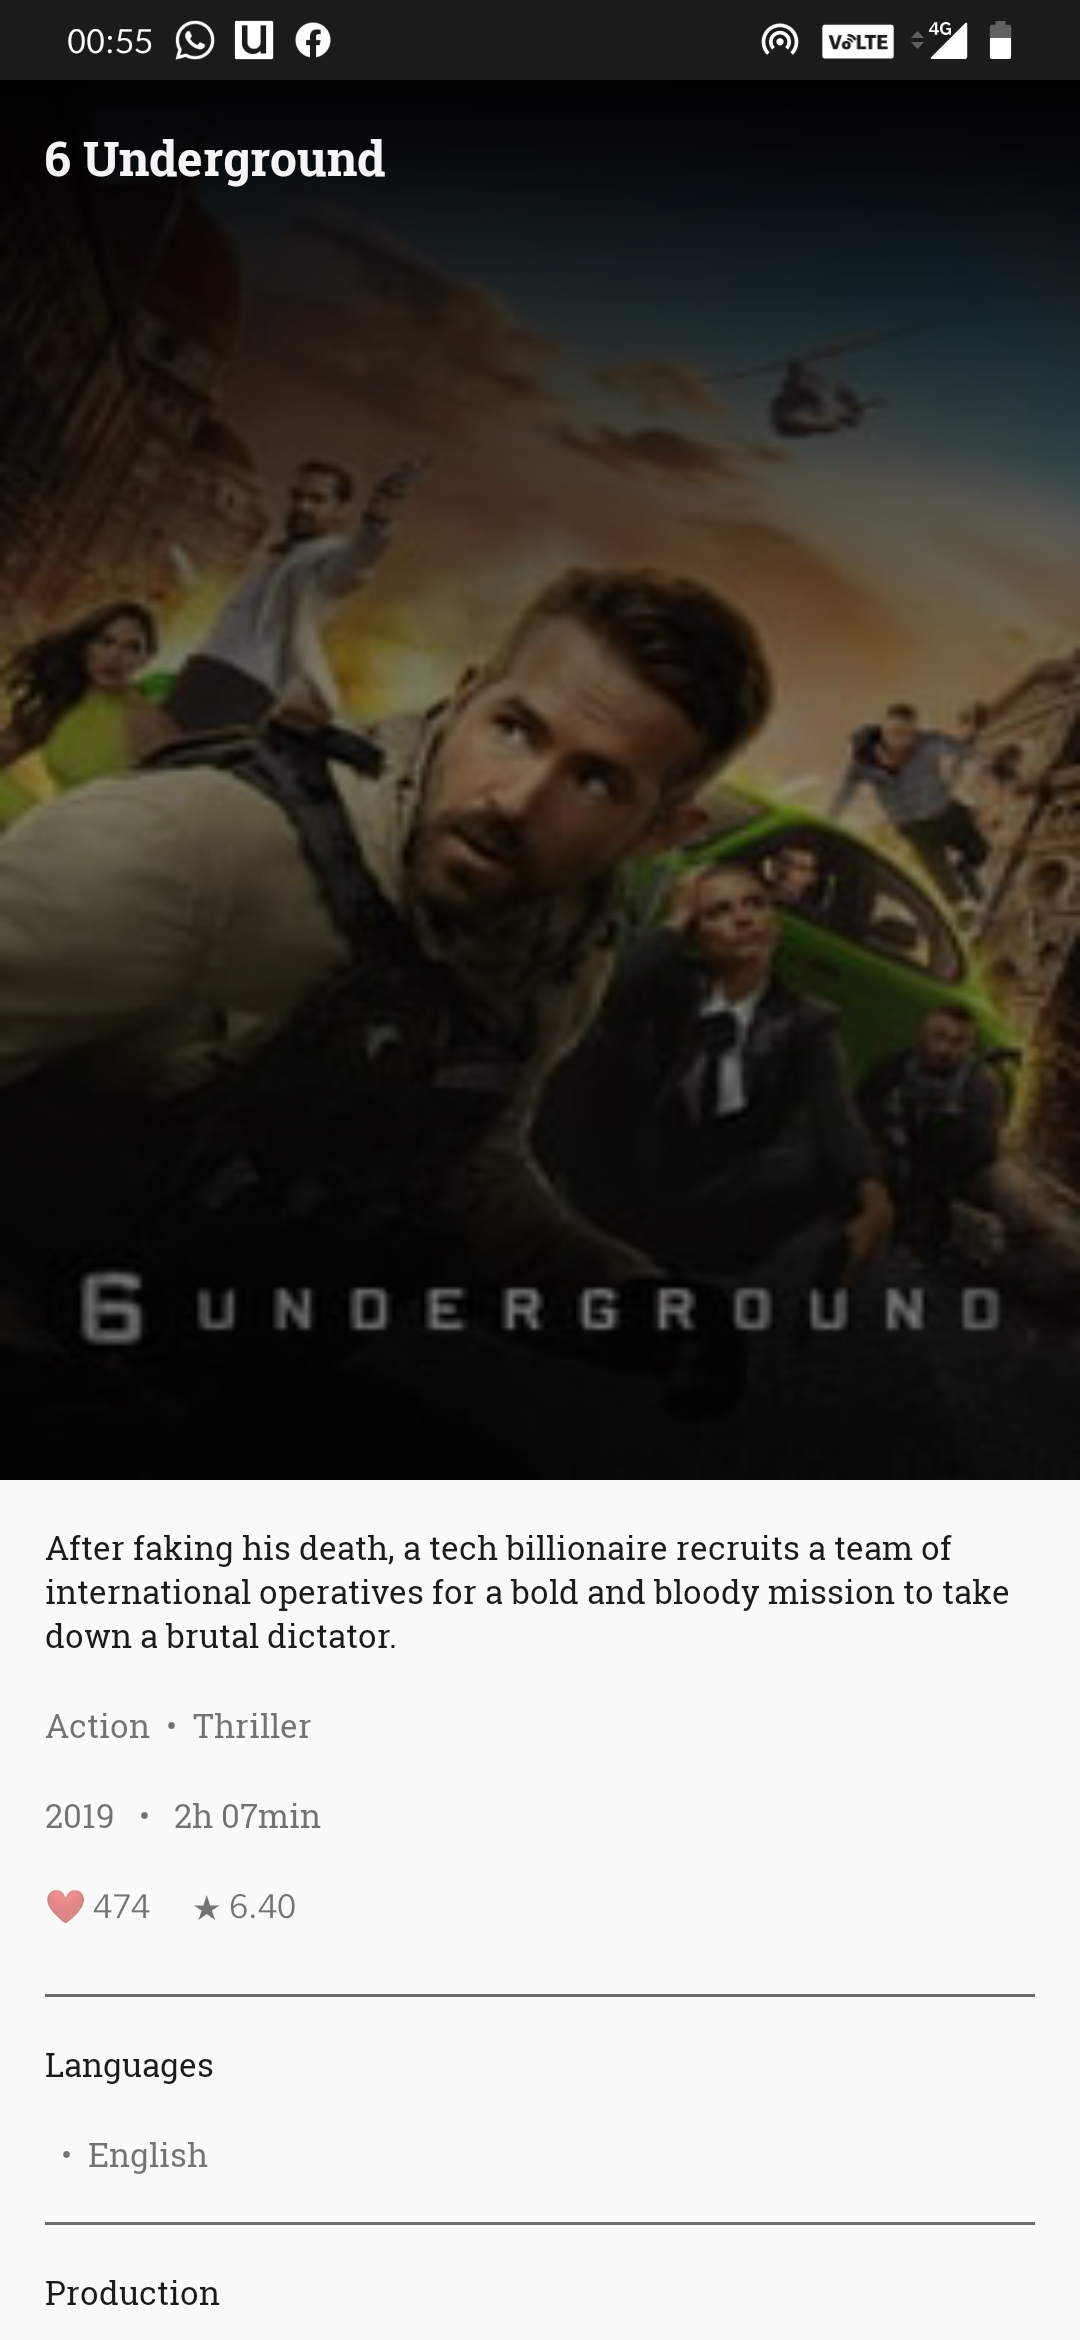 00:55
VoLTE 4G
6 Underground
6 UNDERGROUND
After faking his death, a tech billionaire recruits a team of
international operatives for a bold and bloody mission to take
down a brutal dictator.
Action • Thriller
2019 • 2h 07min
❤️ 474 ★ 6.40
Languages
• English
Production